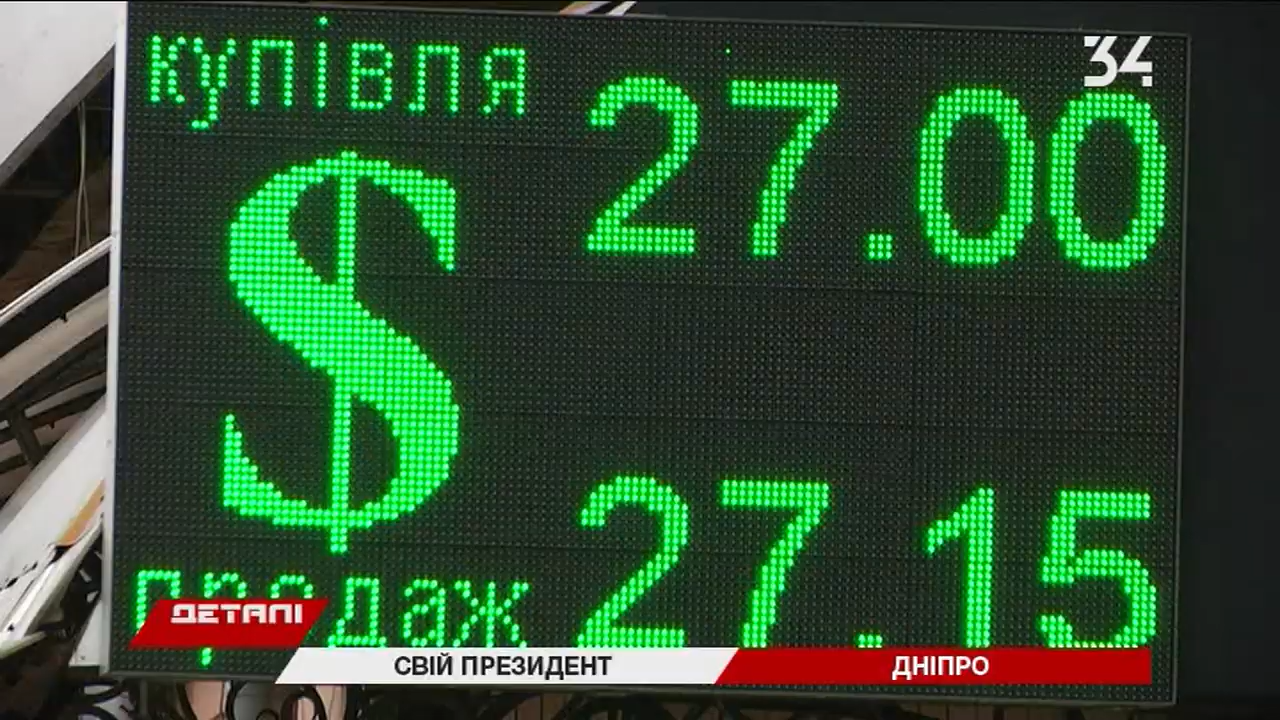 34
купівля 27.00
$
продаж 27.15
ДЕТАЛІ
СВІЙ ПРЕЗИДЕНТ ДНІПРО